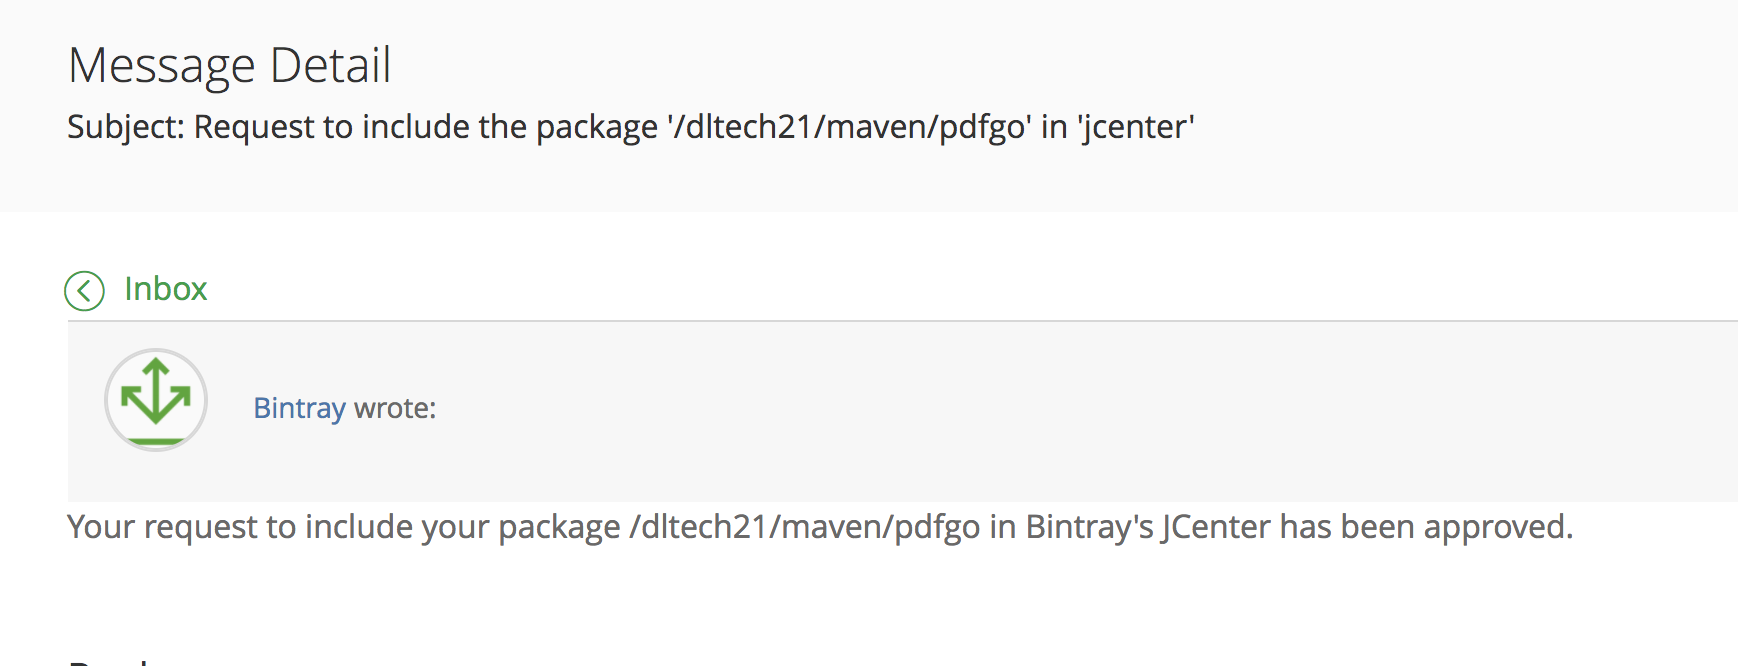 Message Detail
Subject: Request to include the package '/dltech21/maven/pdfgo' in 'jcenter'
Inbox
Bintray wrote:
Your request to include your package /dltech21/maven/pdfgo in Bintray's JCenter has been approved.